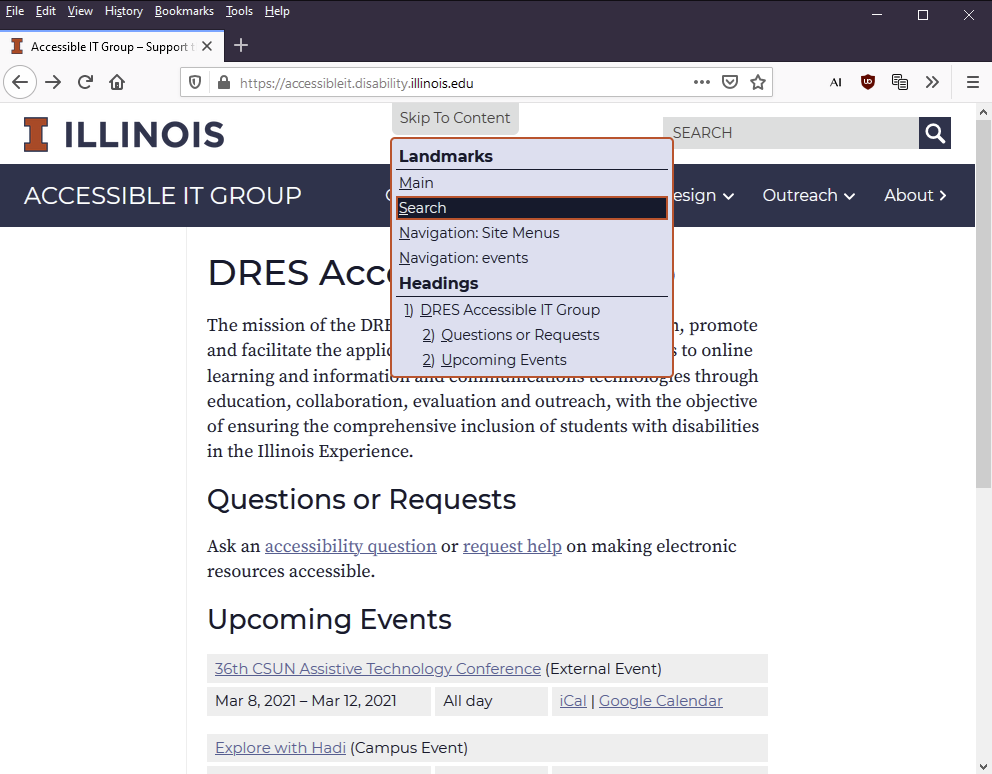 File Edit View History Bookmarks Tools Help
Accessible IT Group – Support
https://accessibleit.disability.illinois.edu
AI
ILLINOIS
Skip To Content
SEARCH
ACCESSIBLE IT GROUP
esign
Outreach
About
Landmarks
Main
Search
Navigation: Site Menus
Navigation: events
Headings
1) DRES Accessible IT Group
2) Questions or Requests
2) Upcoming Events
DRES Acc
The mission of the DRE , promote
and facilitate the applic s to online
learning and information and communications technologies through
education, collaboration, evaluation and outreach, with the objective
of ensuring the comprehensive inclusion of students with disabilities
in the Illinois Experience.
Questions or Requests
Ask an accessibility question or request help on making electronic
resources accessible.
Upcoming Events
36th CSUN Assistive Technology Conference (External Event)
Mar 8, 2021 – Mar 12, 2021 All day iCal | Google Calendar
Explore with Hadi (Campus Event)